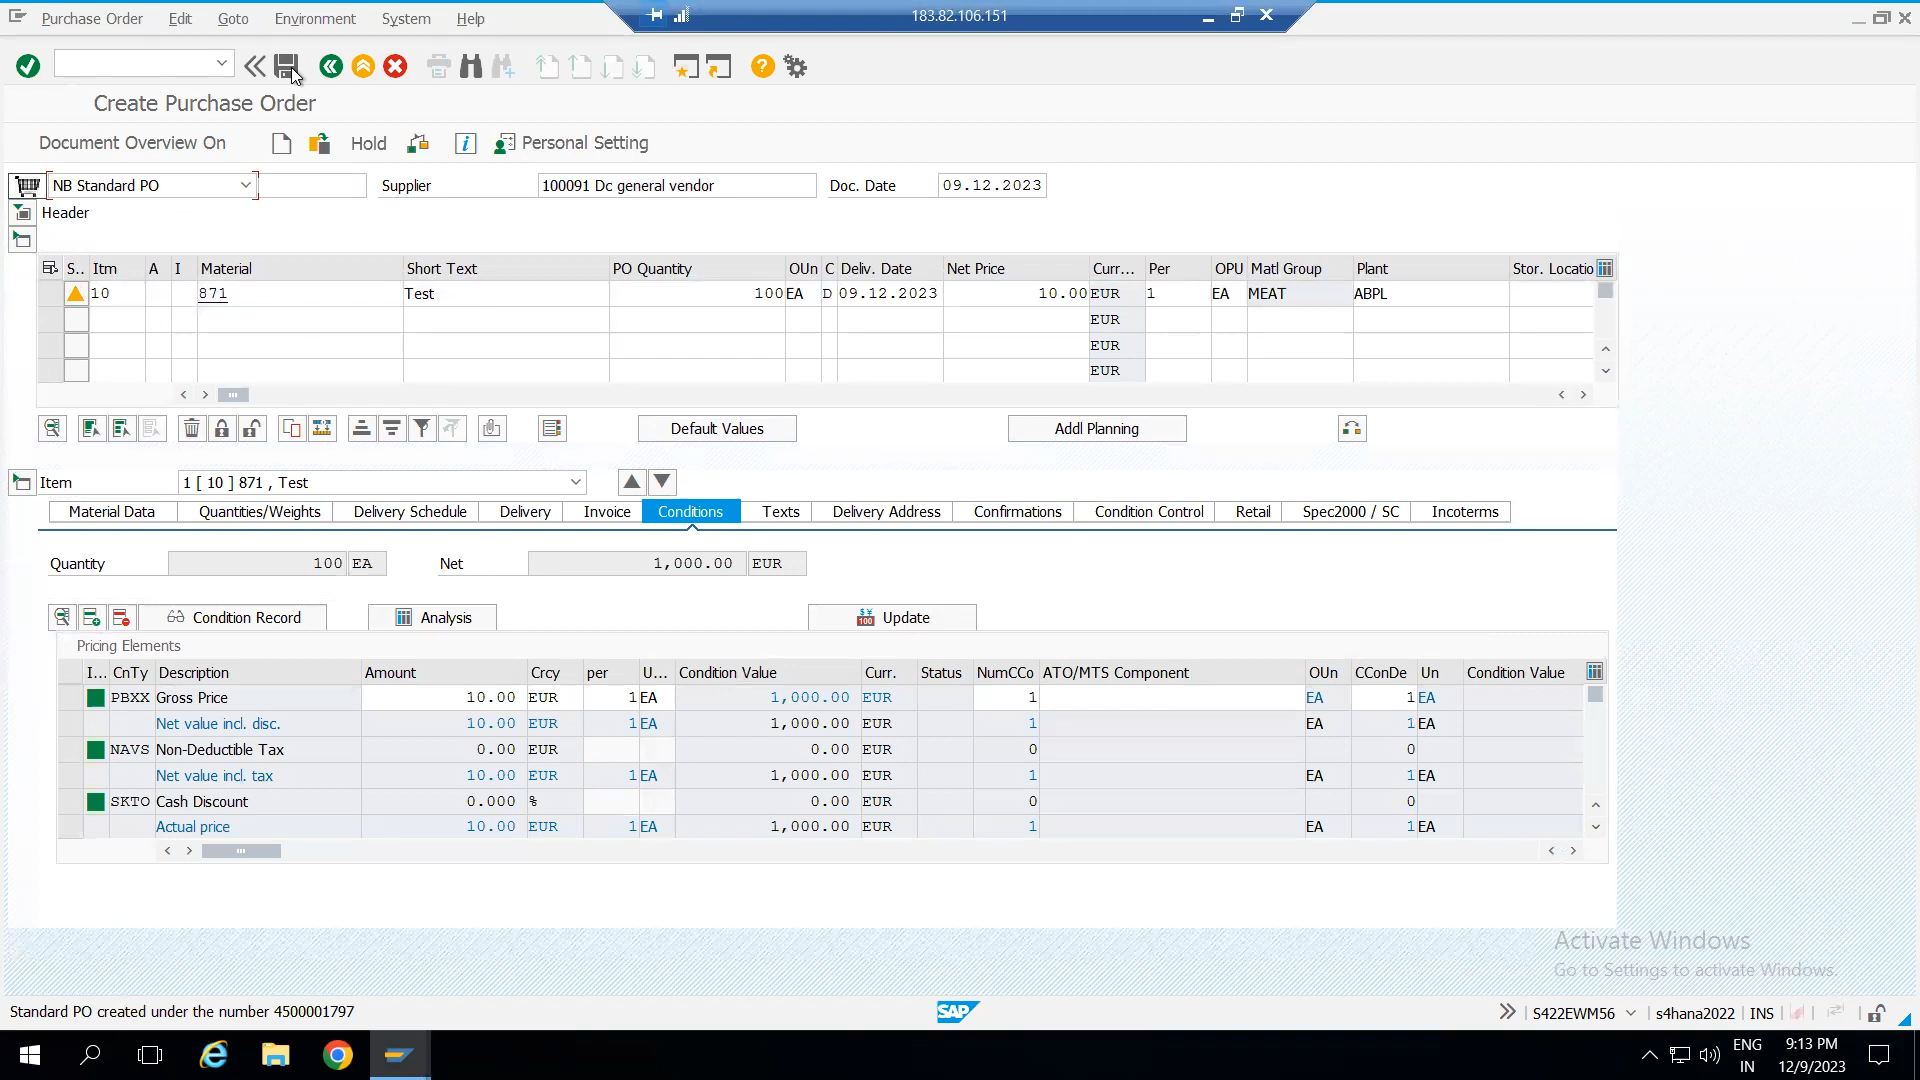 Purchase Order Edit Goto Environment System Help
183.82.106.151
Create Purchase Order
Document Overview On Hold Personal Setting
NB Standard PO Supplier 100091 Dc general vendor Doc. Date 09.12.2023
Header
S.. Itm A I Material Short Text PO Quantity OUn C Deliv. Date Net Price Curr... Per OPU Matl Group Plant Stor. Locatio
10 871 Test 100 EA D 09.12.2023 10.00 EUR 1 EA MEAT ABPL
EUR
EUR
EUR
Default Values Addl Planning
Item 1 [ 10 ] 871 , Test
Material Data Quantities/Weights Delivery Schedule Delivery Invoice Conditions Texts Delivery Address Confirmations Condition Control Retail Spec2000 / SC Incoterms
Quantity 100 EA Net 1,000.00 EUR
Condition Record Analysis Update
Pricing Elements
I... CnTy Description Amount Crcy per U... Condition Value Curr. Status NumCCo ATO/MTS Component OUn CConDe Un Condition Value
PBXX Gross Price 10.00 EUR 1 EA 1,000.00 EUR 1 EA 1 EA
Net value incl. disc. 10.00 EUR 1 EA 1,000.00 EUR 1 EA 1 EA
NAVS Non-Deductible Tax 0.00 EUR 0.00 EUR 0 0
Net value incl. tax 10.00 EUR 1 EA 1,000.00 EUR 1 EA 1 EA
SKTO Cash Discount 0.000 % 0.00 EUR 0 0
Actual price 10.00 EUR 1 EA 1,000.00 EUR 1 EA 1 EA
Activate Windows
Go to Settings to activate Windows.
Standard PO created under the number 4500001797 SAP S422EWM56 s4hana2022 INS
ENG 9:13 PM
IN 12/9/2023